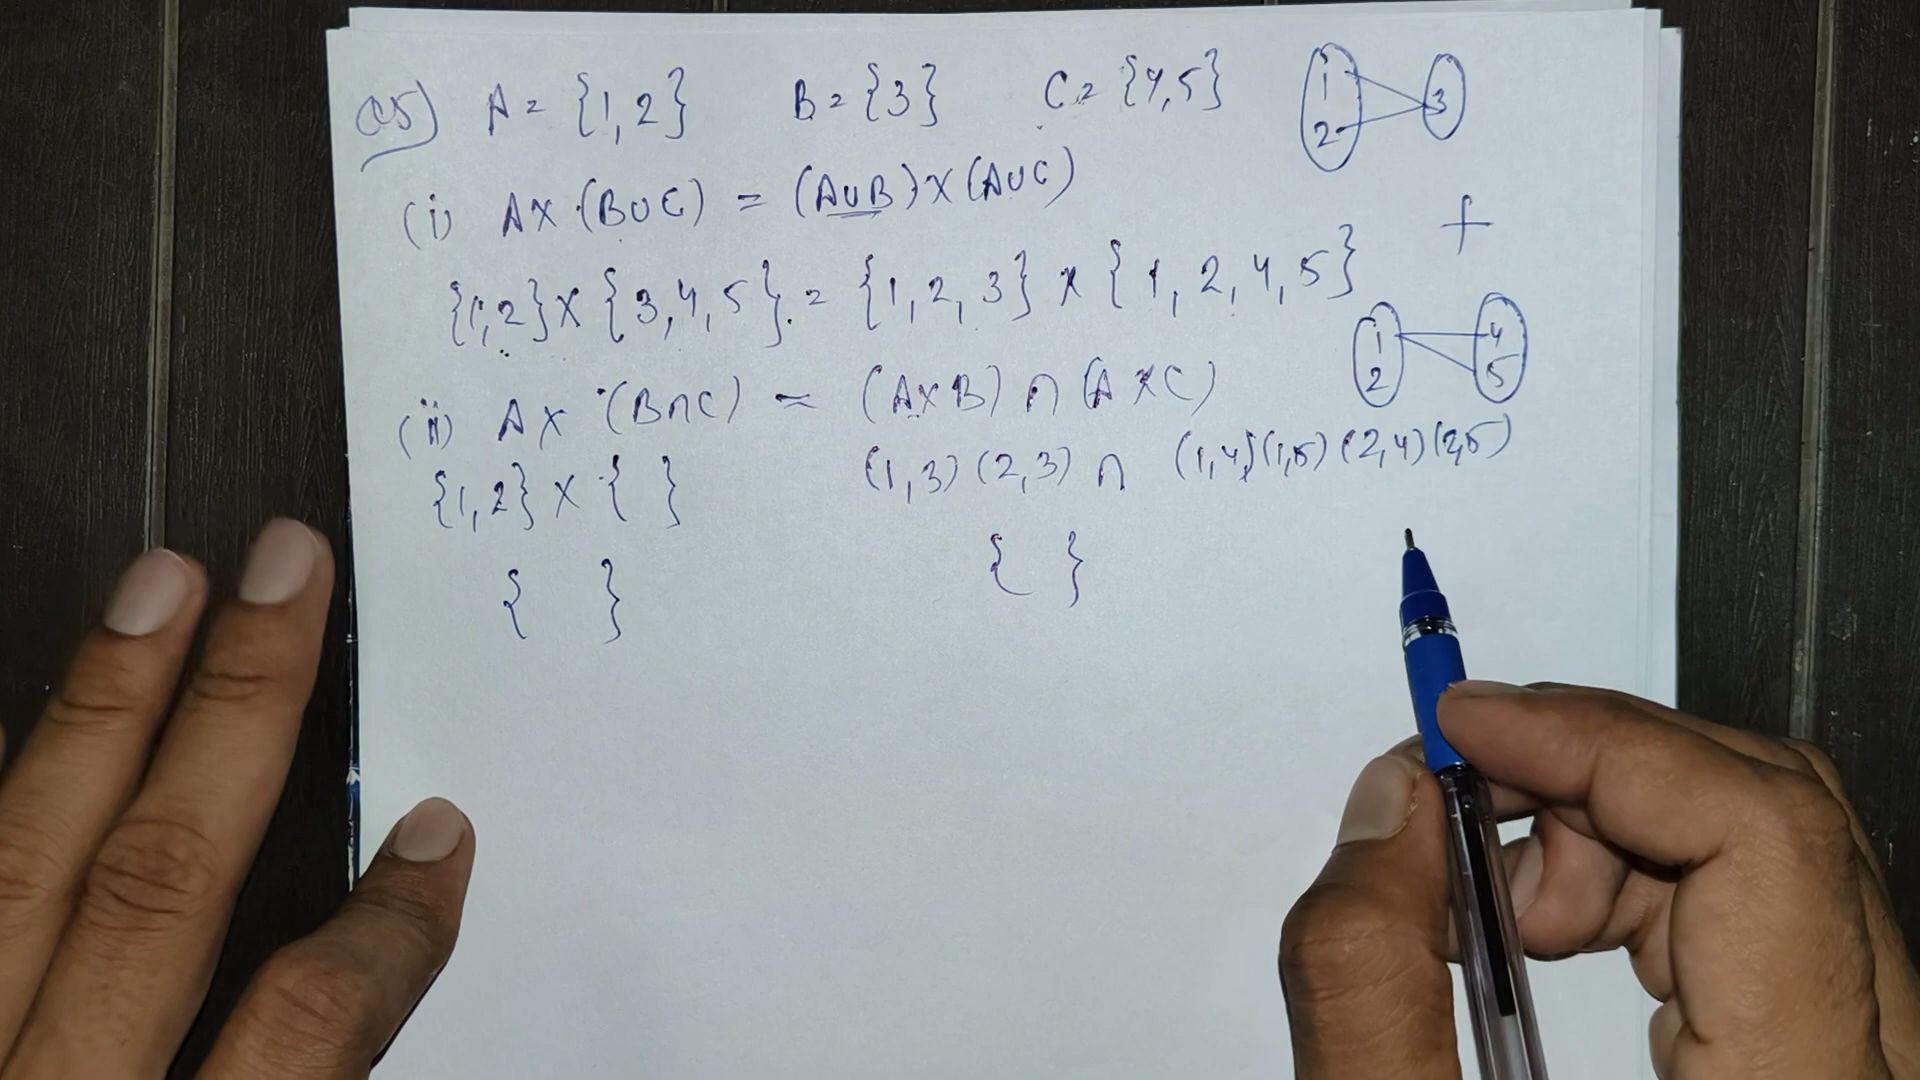 Q5) A = {1, 2} B = {3} C = {4, 5}
(i) A X (B U C) = (A U B) X (A U C)
{1, 2} X {3, 4, 5} = {1, 2, 3} X {1, 2, 4, 5}
(ii) A X (B ∩ C) = (A X B) ∩ (A X C)
{1, 2} X { } (1, 3) (2, 3) ∩ (1, 4) (1, 5) (2, 4) (2, 5)
{ } { }
1 3
2
+
1 4
2 5